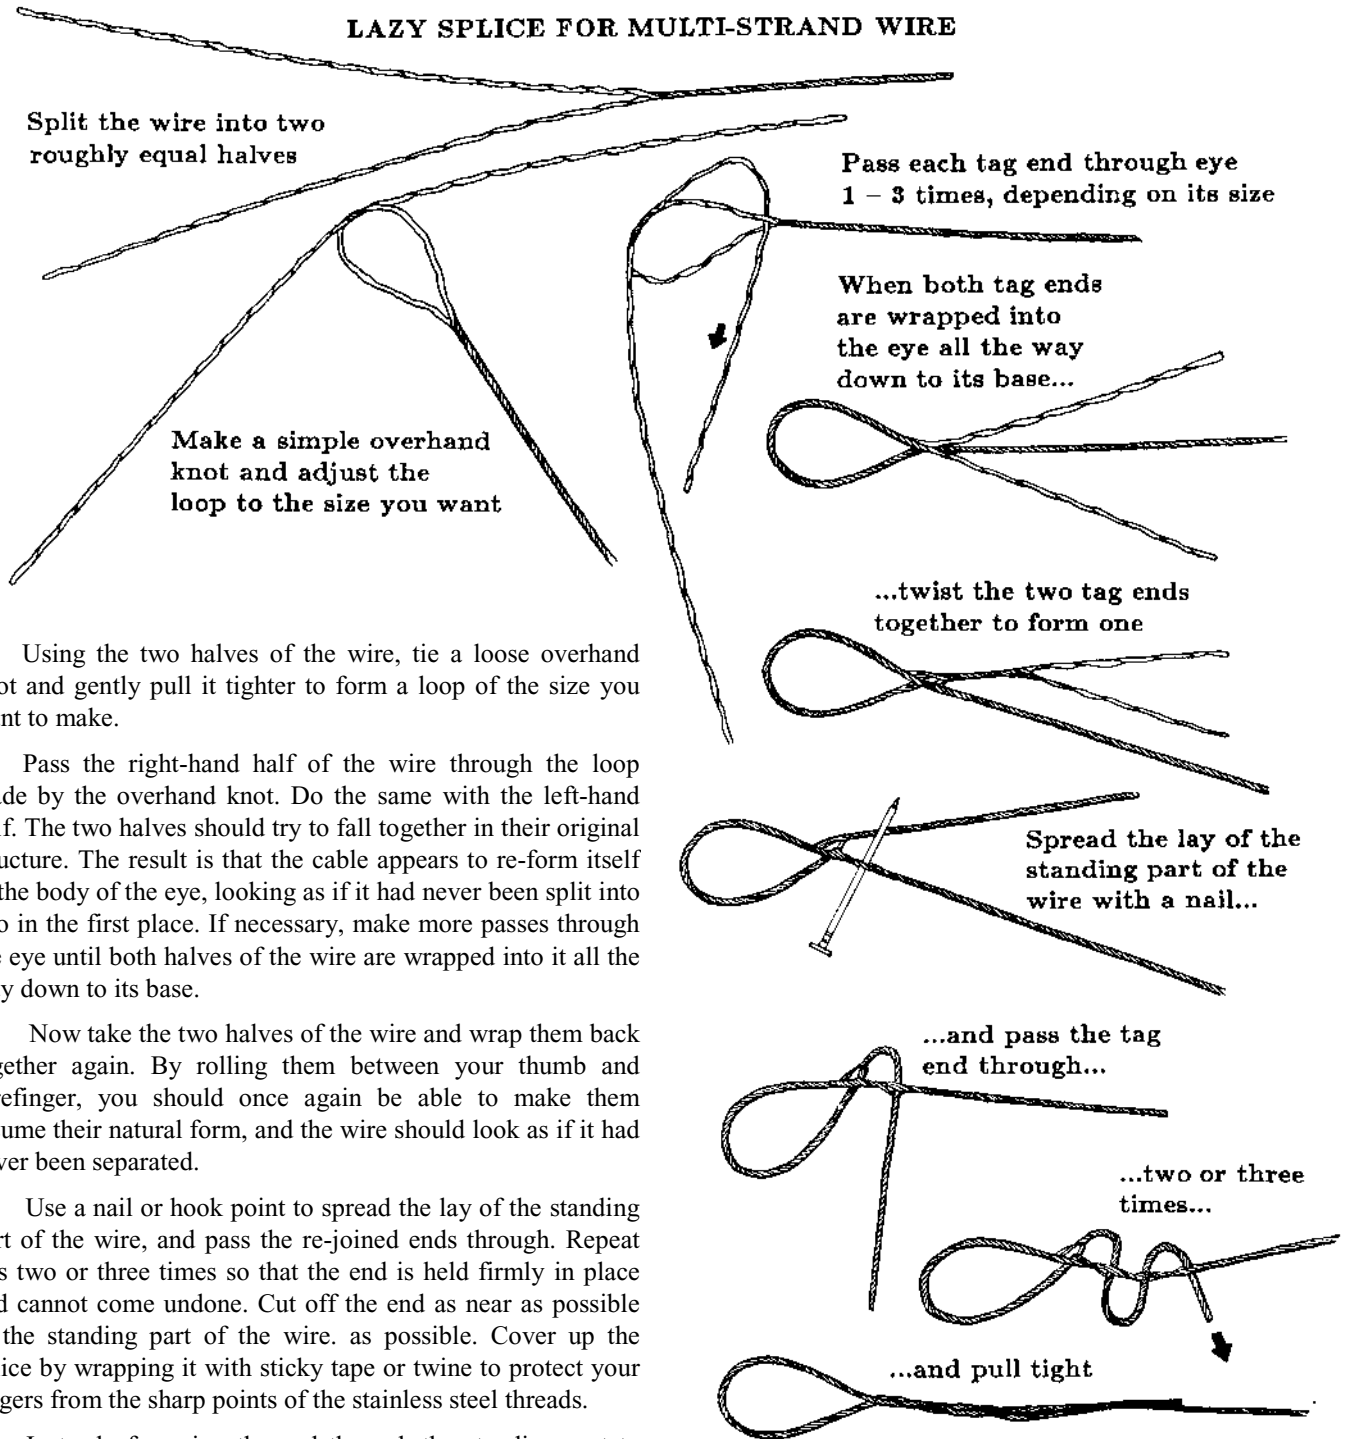 LAZY SPLICE FOR MULTI-STRAND WIRE
Split the wire into two
roughly equal halves
Pass each tag end through eye
1 – 3 times, depending on its size
When both tag ends
are wrapped into
the eye all the way
down to its base...
Make a simple overhand
knot and adjust the
loop to the size you want
...twist the two tag ends
together to form one
Spread the lay of the
standing part of the
wire with a nail...
...and pass the tag
end through...
...two or three
times...
...and pull tight
Using the two halves of the wire, tie a loose overhand
ot and gently pull it tighter to form a loop of the size you
nt to make.
Pass the right-hand half of the wire through the loop
ade by the overhand knot. Do the same with the left-hand
lf. The two halves should try to fall together in their original
ucture. The result is that the cable appears to re-form itself
the body of the eye, looking as if it had never been split into
o in the first place. If necessary, make more passes through
e eye until both halves of the wire are wrapped into it all the
y down to its base.
Now take the two halves of the wire and wrap them back
gether again. By rolling them between your thumb and
refinger, you should once again be able to make them
ume their natural form, and the wire should look as if it had
ver been separated.
Use a nail or hook point to spread the lay of the standing
rt of the wire, and pass the re-joined ends through. Repeat
s two or three times so that the end is held firmly in place
d cannot come undone. Cut off the end as near as possible
the standing part of the wire. as possible. Cover up the
ice by wrapping it with sticky tape or twine to protect your
gers from the sharp points of the stainless steel threads.